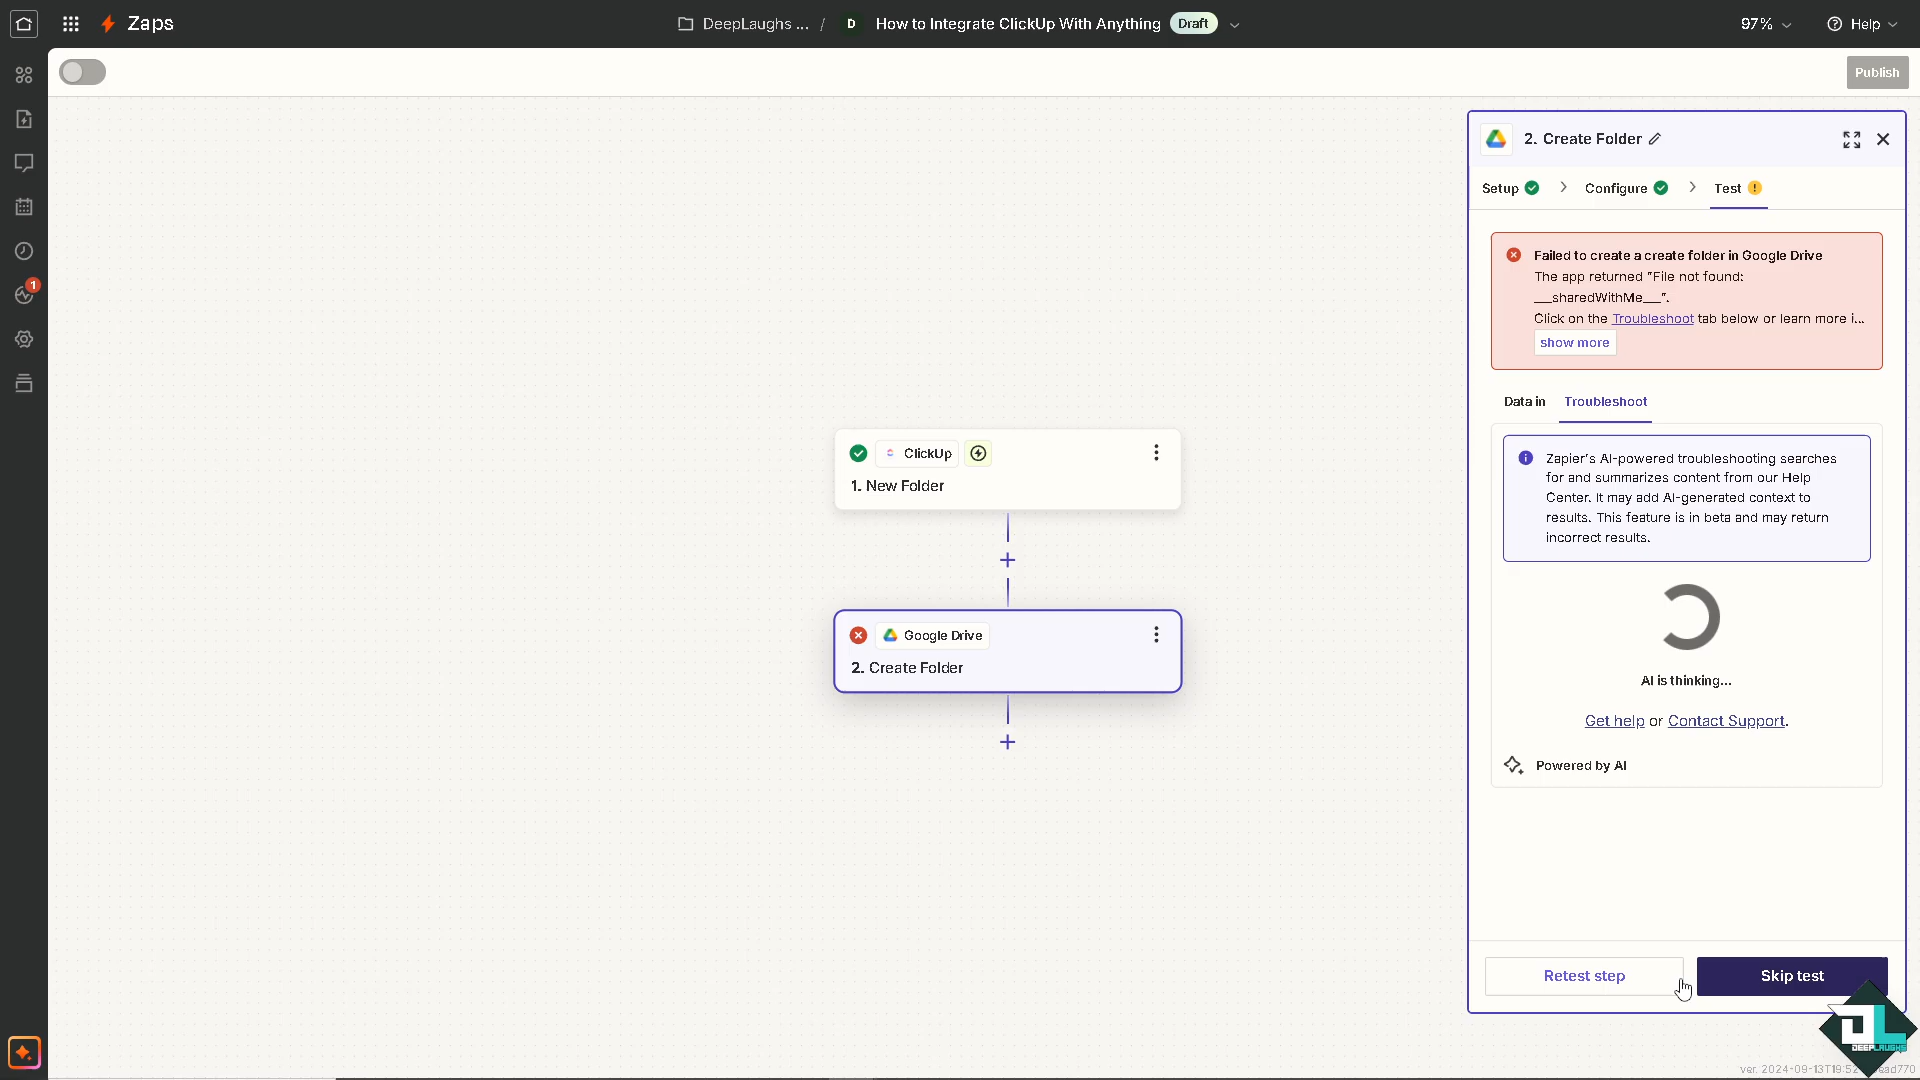 Zaps
DeepLaughs ... / D How to Integrate ClickUp With Anything Draft
97%
Help
Publish
2. Create Folder
Setup
Configure
Test
Failed to create a create folder in Google Drive
The app returned "File not found:
___sharedWithMe___".
Click on the Troubleshoot tab below or learn more i...
show more
Data in
Troubleshoot
Zapier's AI-powered troubleshooting searches
for and summarizes content from our Help
Center. It may add AI-generated context to
results. This feature is in beta and may return
incorrect results.
AI is thinking...
Get help or Contact Support.
Powered by AI
Retest step
Skip test
1
ClickUp
1. New Folder
Google Drive
2. Create Folder
DEEPLAUGHS